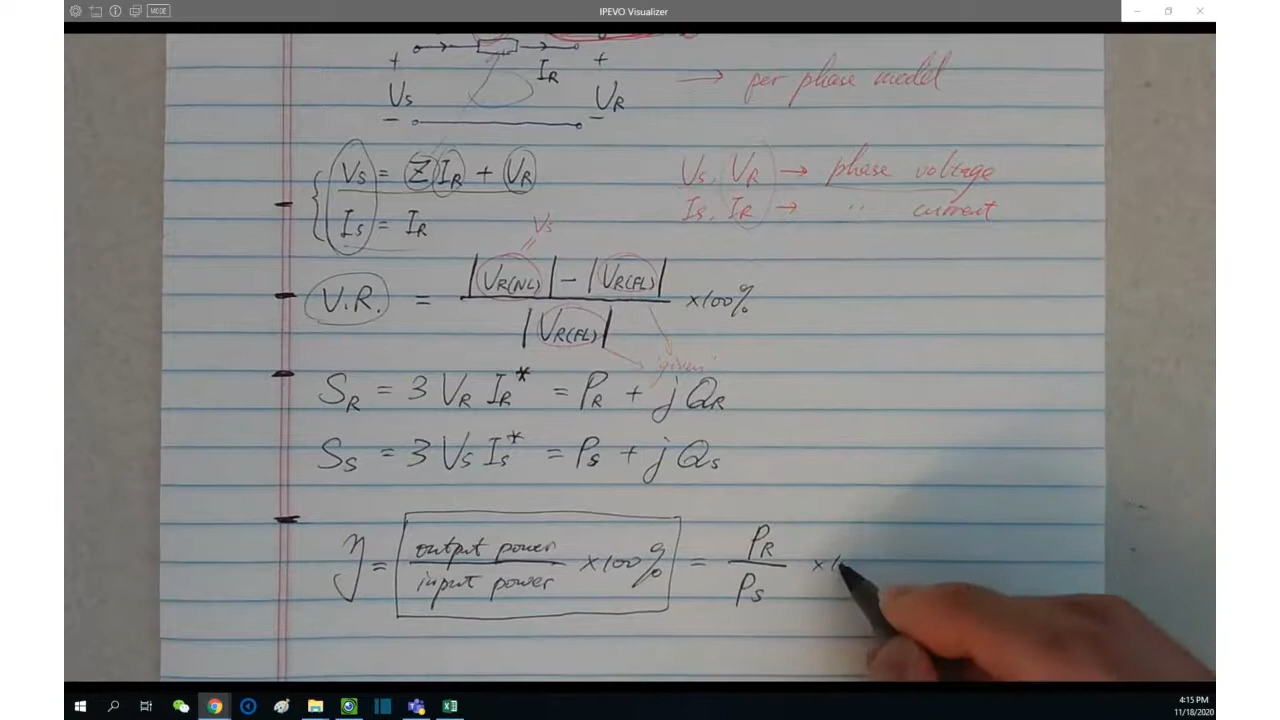 IPEVO Visualizer
MODE
+ IR +
Vs VR → per phase model
- -
Vs = Z IR + VR
Vs, VR → phase voltage
Is = IR
Is, IR → " current
Vs
V.R. = |VR(NL)| - |VR(FL)| / |VR(FL)| ×100%
"given"
SR = 3 VR IR* = PR + j QR
Ss = 3 Vs Is* = Ps + j Qs
η = output power / input power ×100% = PR / Ps ×1
4:15 PM
11/18/2020